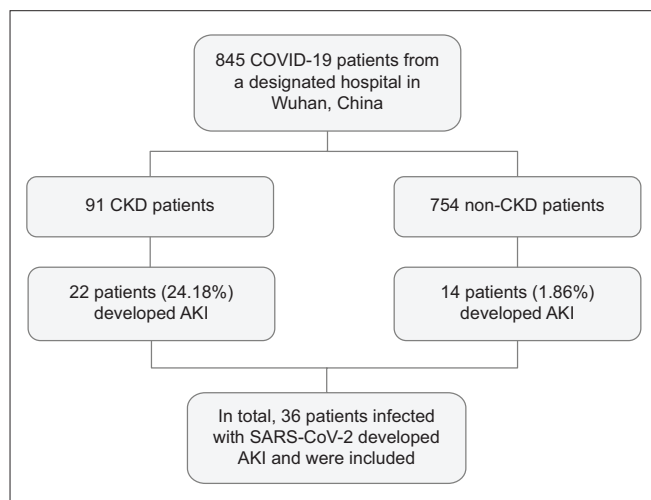 845 COVID-19 patients from
a designated hospital in
Wuhan, China
91 CKD patients
754 non-CKD patients
22 patients (24.18%)
developed AKI
14 patients (1.86%)
developed AKI
In total, 36 patients infected
with SARS-CoV-2 developed
AKI and were included